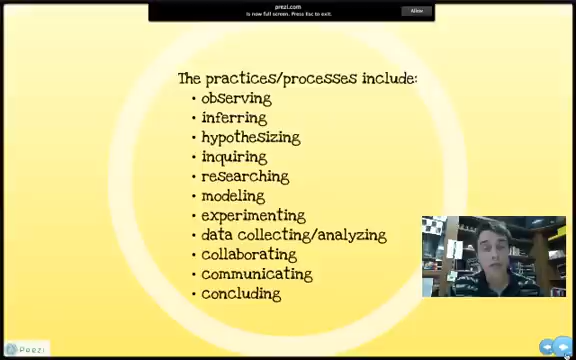 prezi.com
is now full screen. Press Esc to exit.
Allow
The practices/processes include:
• observing
• inferring
• hypothesizing
• inquiring
• researching
• modeling
• experimenting
• data collecting/analyzing
• collaborating
• communicating
• concluding
Prezi